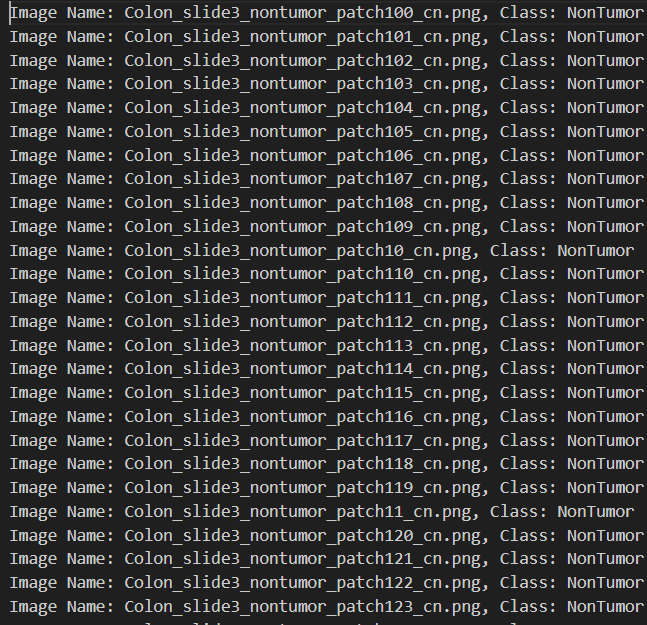 Image Name: Colon_slide3_nontumor_patch100_cn.png, Class: NonTumor
Image Name: Colon_slide3_nontumor_patch101_cn.png, Class: NonTumor
Image Name: Colon_slide3_nontumor_patch102_cn.png, Class: NonTumor
Image Name: Colon_slide3_nontumor_patch103_cn.png, Class: NonTumor
Image Name: Colon_slide3_nontumor_patch104_cn.png, Class: NonTumor
Image Name: Colon_slide3_nontumor_patch105_cn.png, Class: NonTumor
Image Name: Colon_slide3_nontumor_patch106_cn.png, Class: NonTumor
Image Name: Colon_slide3_nontumor_patch107_cn.png, Class: NonTumor
Image Name: Colon_slide3_nontumor_patch108_cn.png, Class: NonTumor
Image Name: Colon_slide3_nontumor_patch109_cn.png, Class: NonTumor
Image Name: Colon_slide3_nontumor_patch10_cn.png, Class: NonTumor
Image Name: Colon_slide3_nontumor_patch110_cn.png, Class: NonTumor
Image Name: Colon_slide3_nontumor_patch111_cn.png, Class: NonTumor
Image Name: Colon_slide3_nontumor_patch112_cn.png, Class: NonTumor
Image Name: Colon_slide3_nontumor_patch113_cn.png, Class: NonTumor
Image Name: Colon_slide3_nontumor_patch114_cn.png, Class: NonTumor
Image Name: Colon_slide3_nontumor_patch115_cn.png, Class: NonTumor
Image Name: Colon_slide3_nontumor_patch116_cn.png, Class: NonTumor
Image Name: Colon_slide3_nontumor_patch117_cn.png, Class: NonTumor
Image Name: Colon_slide3_nontumor_patch118_cn.png, Class: NonTumor
Image Name: Colon_slide3_nontumor_patch119_cn.png, Class: NonTumor
Image Name: Colon_slide3_nontumor_patch11_cn.png, Class: NonTumor
Image Name: Colon_slide3_nontumor_patch120_cn.png, Class: NonTumor
Image Name: Colon_slide3_nontumor_patch121_cn.png, Class: NonTumor
Image Name: Colon_slide3_nontumor_patch122_cn.png, Class: NonTumor
Image Name: Colon_slide3_nontumor_patch123_cn.png, Class: NonTumor